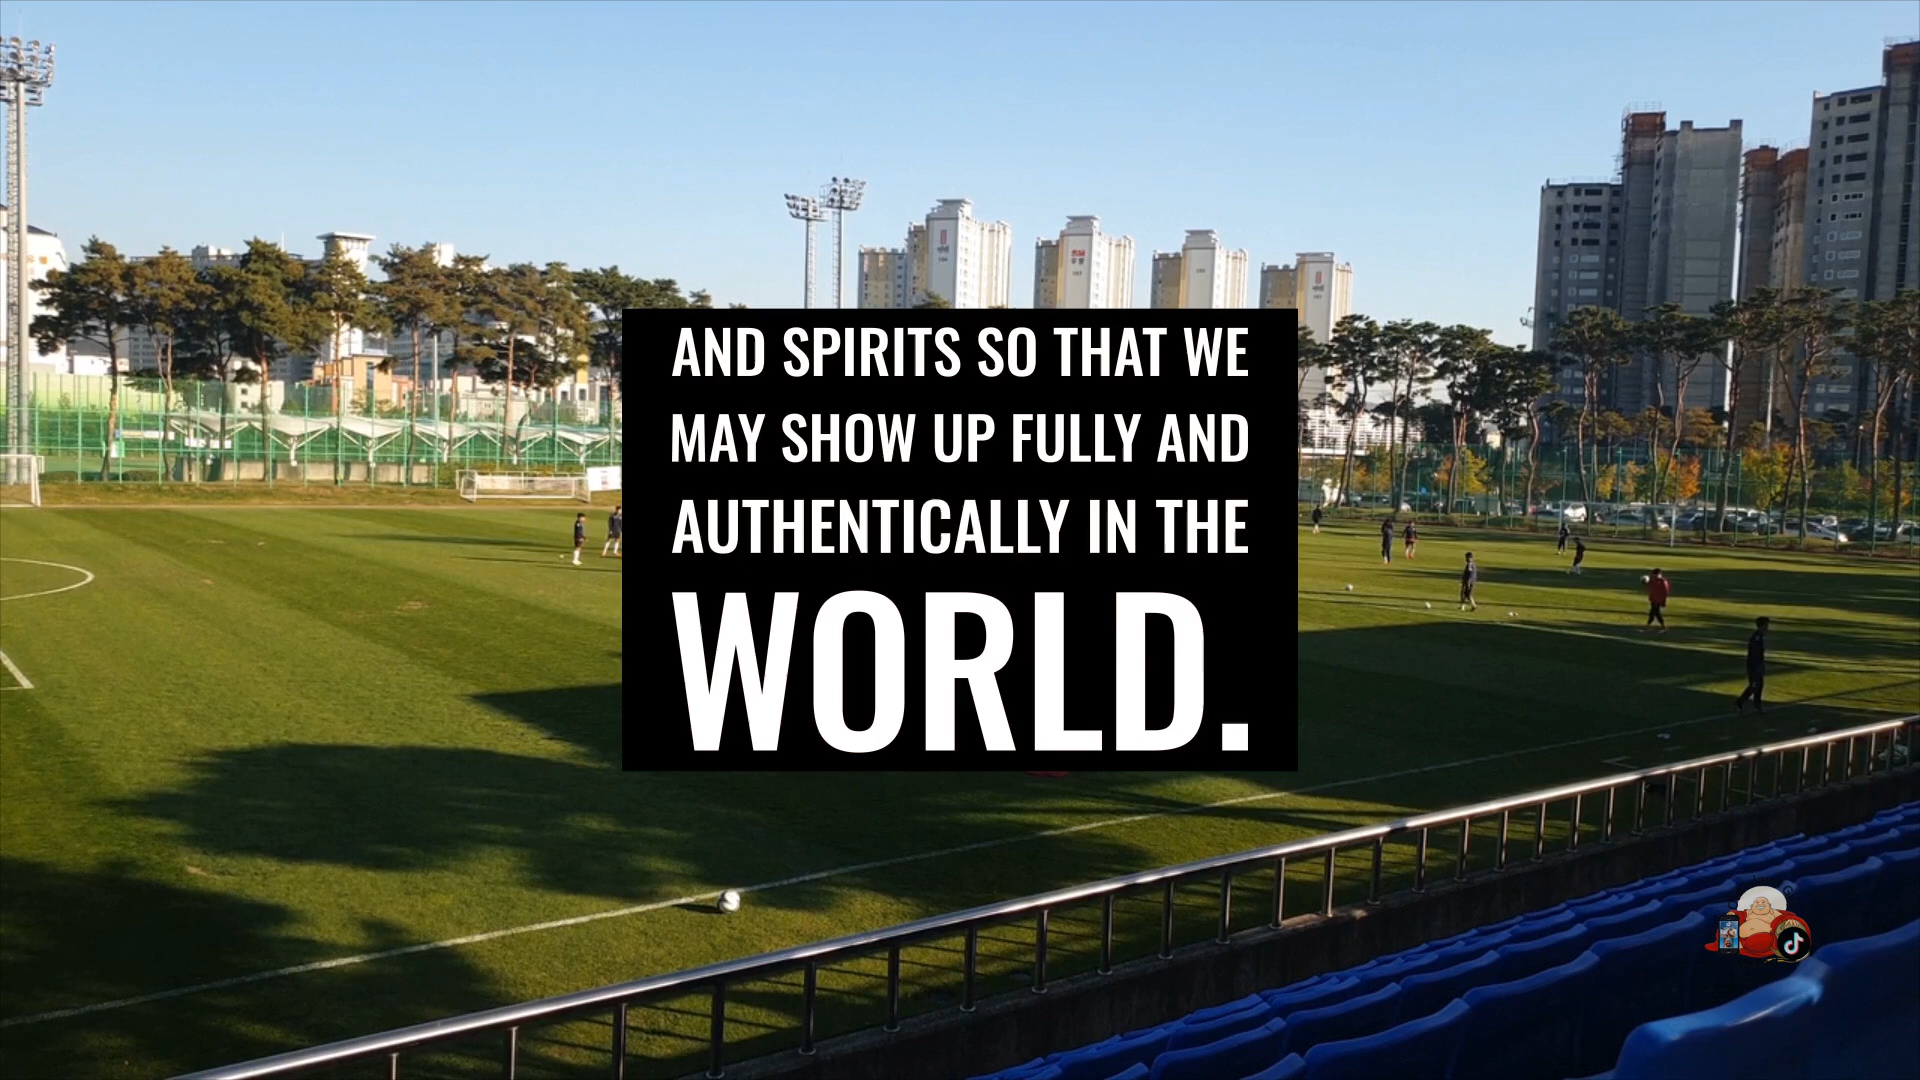 AND SPIRITS SO THAT WE
MAY SHOW UP FULLY AND
AUTHENTICALLY IN THE
WORLD.